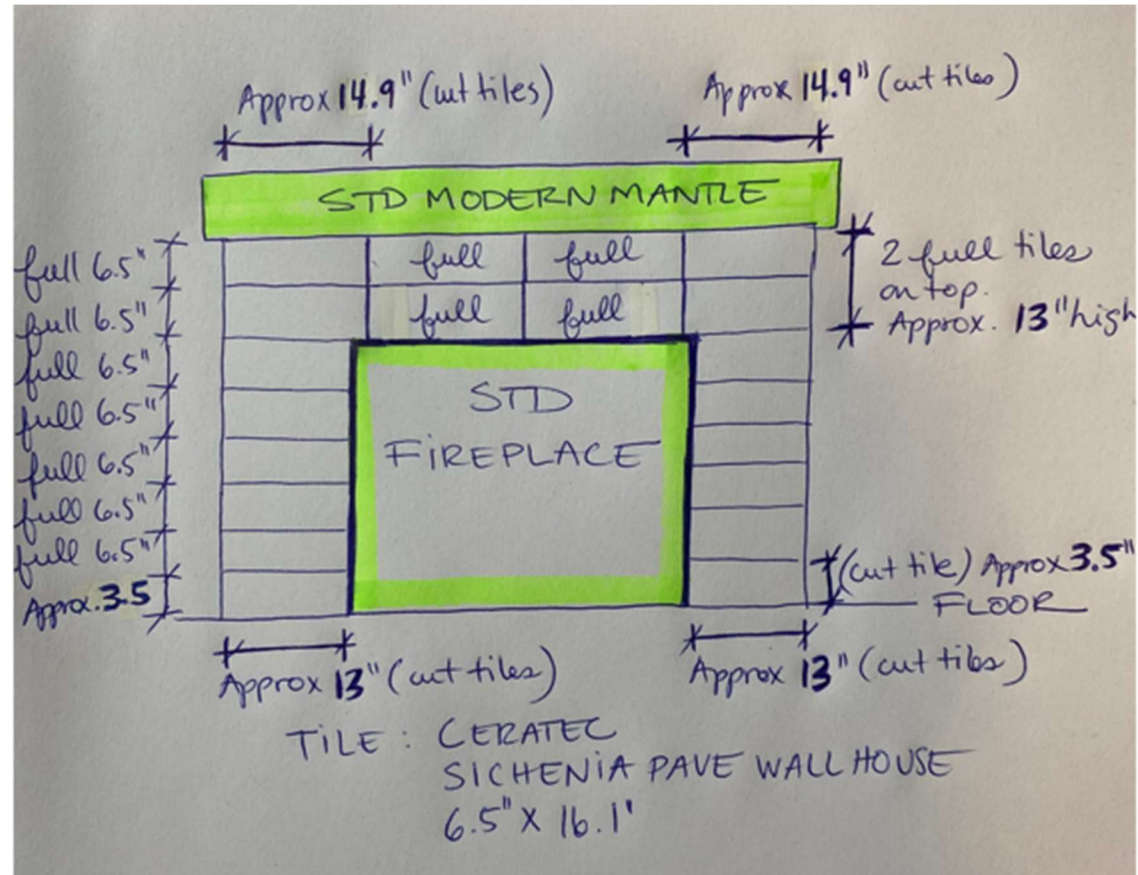 Approx 14.9" (cut tiles)
Approx 14.9" (cut tiles)
STD MODERN MANTLE
full 6.5"
full 6.5"
full 6.5"
full 6.5"
full 6.5"
full 6.5"
full 6.5"
Approx. 3.5
full full
full full
2 full tiles
on top.
Approx. 13" high
STD
FIREPLACE
(cut tile) Approx 3.5"
FLOOR
Approx 13" (cut tiles)
Approx 13" (cut tiles)
TILE : CERATEC
SICHENIA PAVE WALL HOUSE
6.5" X 16.1'